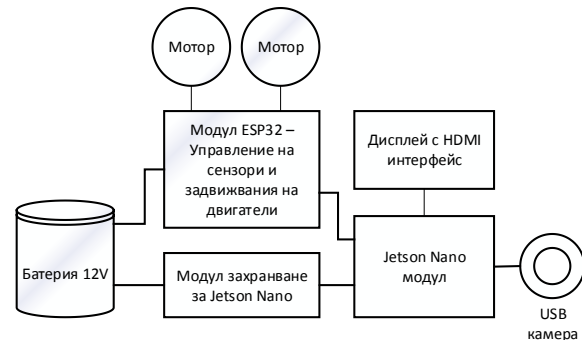 Мотор
Мотор
Модул ESP32 –
Управление на
сензори и
задвижвания на
двигатели
Дисплей с HDMI
интерфейс
Батерия 12V
Модул захранване
за Jetson Nano
Jetson Nano
модул
USB
камера